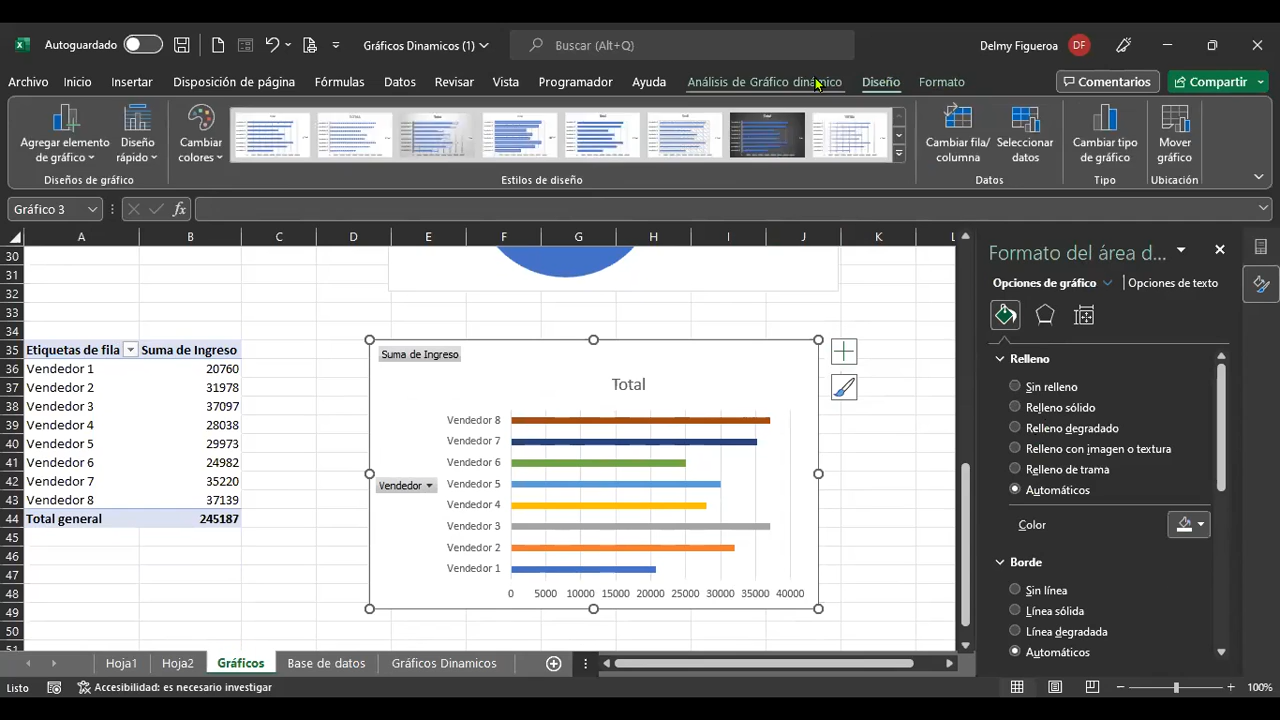 Autoguardado
Gráficos Dinamicos (1)
Buscar (Alt+Q)
Delmy Figueroa
DF
Archivo Inicio Insertar Disposición de página Fórmulas Datos Revisar Vista Programador Ayuda Análisis de Gráfico dinámico Diseño Formato
Comentarios
Compartir
Agregar elemento de gráfico
Diseño rápido
Cambiar colores
Cambiar fila/ columna
Seleccionar datos
Cambiar tipo de gráfico
Mover gráfico
Diseños de gráfico
Estilos de diseño
Datos
Tipo
Ubicación
Gráfico 3
fx
A B C D E F G H I J K L
30
31
32
33
34
35 Etiquetas de fila Suma de Ingreso
36 Vendedor 1 20760
37 Vendedor 2 31978
38 Vendedor 3 37097
39 Vendedor 4 28038
40 Vendedor 5 29973
41 Vendedor 6 24982
42 Vendedor 7 35220
43 Vendedor 8 37139
44 Total general 245187
45
46
47
48
49
50
51
Suma de Ingreso
Total
Vendedor 8
Vendedor 7
Vendedor 6
Vendedor
Vendedor 5
Vendedor 4
Vendedor 3
Vendedor 2
Vendedor 1
0 5000 10000 15000 20000 25000 30000 35000 40000
Formato del área d...
Opciones de gráfico
Opciones de texto
Relleno
Sin relleno
Relleno sólido
Relleno degradado
Relleno con imagen o textura
Relleno de trama
Automáticos
Color
Borde
Sin línea
Línea sólida
Línea degradada
Automáticos
Hoja1 Hoja2 Gráficos Base de datos Gráficos Dinamicos
Listo
Accesibilidad: es necesario investigar
100%